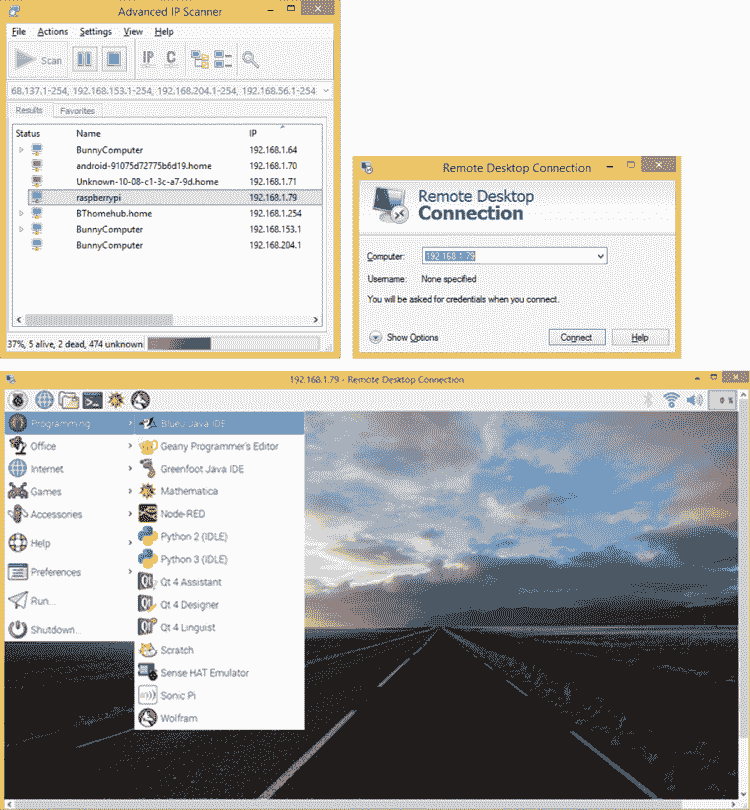 Advanced IP Scanner
File Actions Settings View Help
Scan IP C
68.137.1-254, 192.168.153.1-254, 192.168.204.1-254, 192.168.56.1-254
Results Favorites
Status Name IP
BunnyComputer 192.168.1.64
android-91075d72775b6d19.home 192.168.1.70
Unknown-10-08-c1-3c-a7-9d.home 192.168.1.71
raspberrypi 192.168.1.79
BThomehub.home 192.168.1.254
BunnyComputer 192.168.153.1
BunnyComputer 192.168.204.1
37%, 5 alive, 2 dead, 474 unknown
Remote Desktop Connection
Remote Desktop
Connection
Computer: 192.168.1.79
Username: None specified
You will be asked for credentials when you connect.
Show Options Connect Help
192.168.1.79 - Remote Desktop Connection
0 %
Programming
Office
Internet
Games
Accessories
Help
Preferences
Run...
Shutdown...
BlueJ Java IDE
Geany Programmer's Editor
Greenfoot Java IDE
Mathematica
Node-RED
Python 2 (IDLE)
Python 3 (IDLE)
Qt 4 Assistant
Qt 4 Designer
Qt 4 Linguist
Scratch
Sense HAT Emulator
Sonic Pi
Wolfram